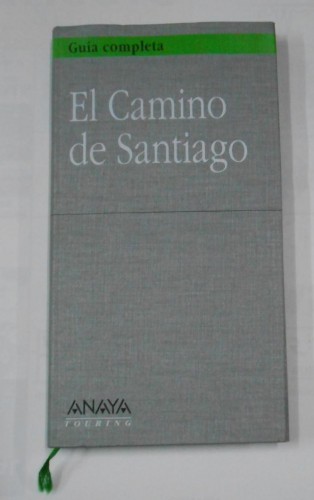 Guía completa
El Camino
de Santiago
ANAYA
TOURING